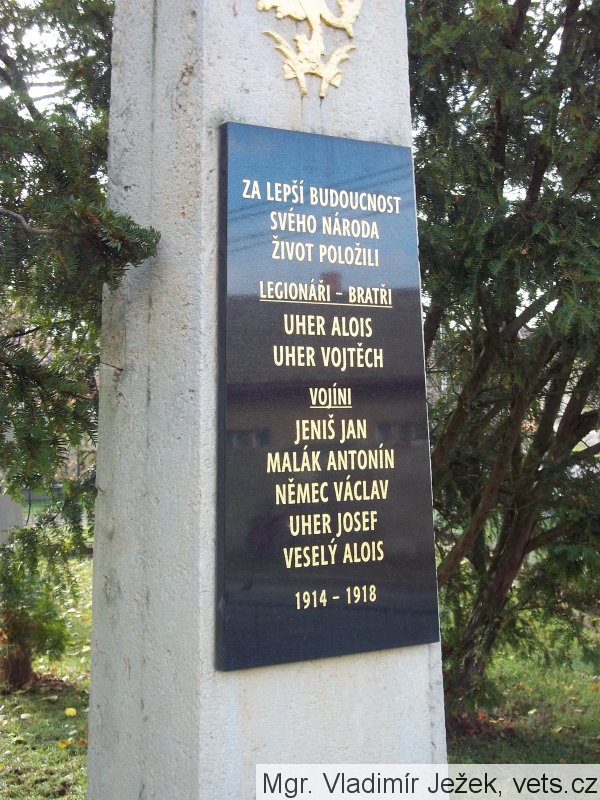 ZA LEPŠÍ BUDOUCNOST
SVÉHO NÁRODA
ŽIVOT POLOŽILI
LEGIONÁŘI - BRATŘI
UHER ALOIS
UHER VOJTĚCH
VOJÍNI
JENIŠ JAN
MALÁK ANTONÍN
NĚMEC VÁCLAV
UHER JOSEF
VESELÝ ALOIS
1914 - 1918
Mgr. Vladimír Ježek, vets.cz